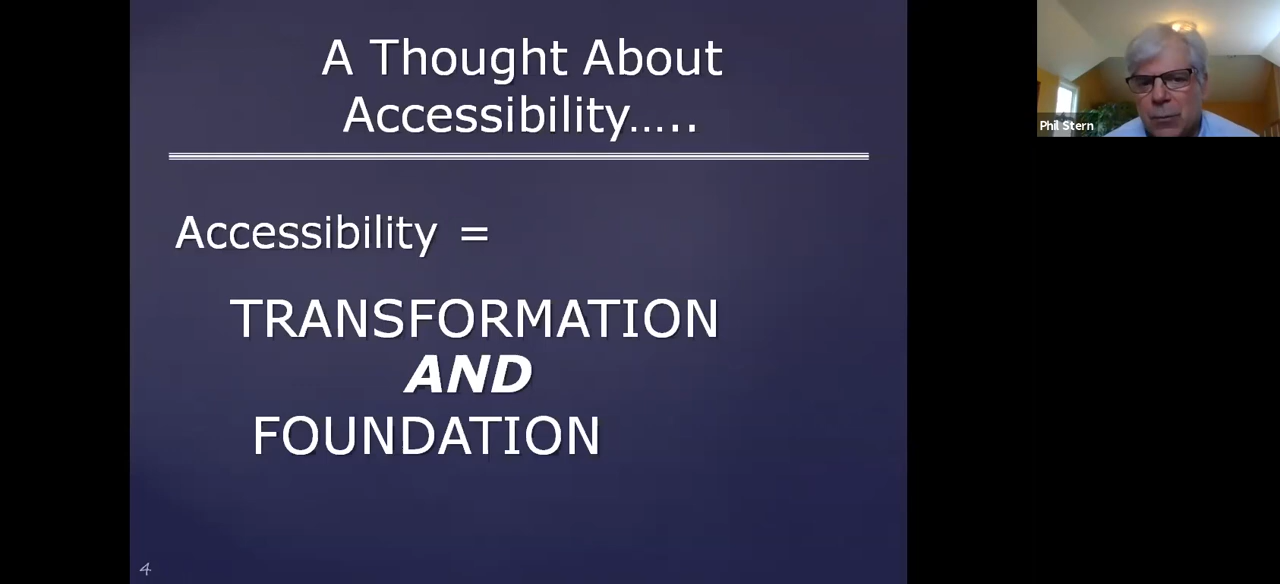 A Thought About
Accessibility…..
Accessibility =
TRANSFORMATION
AND
FOUNDATION
4
Phil Stern